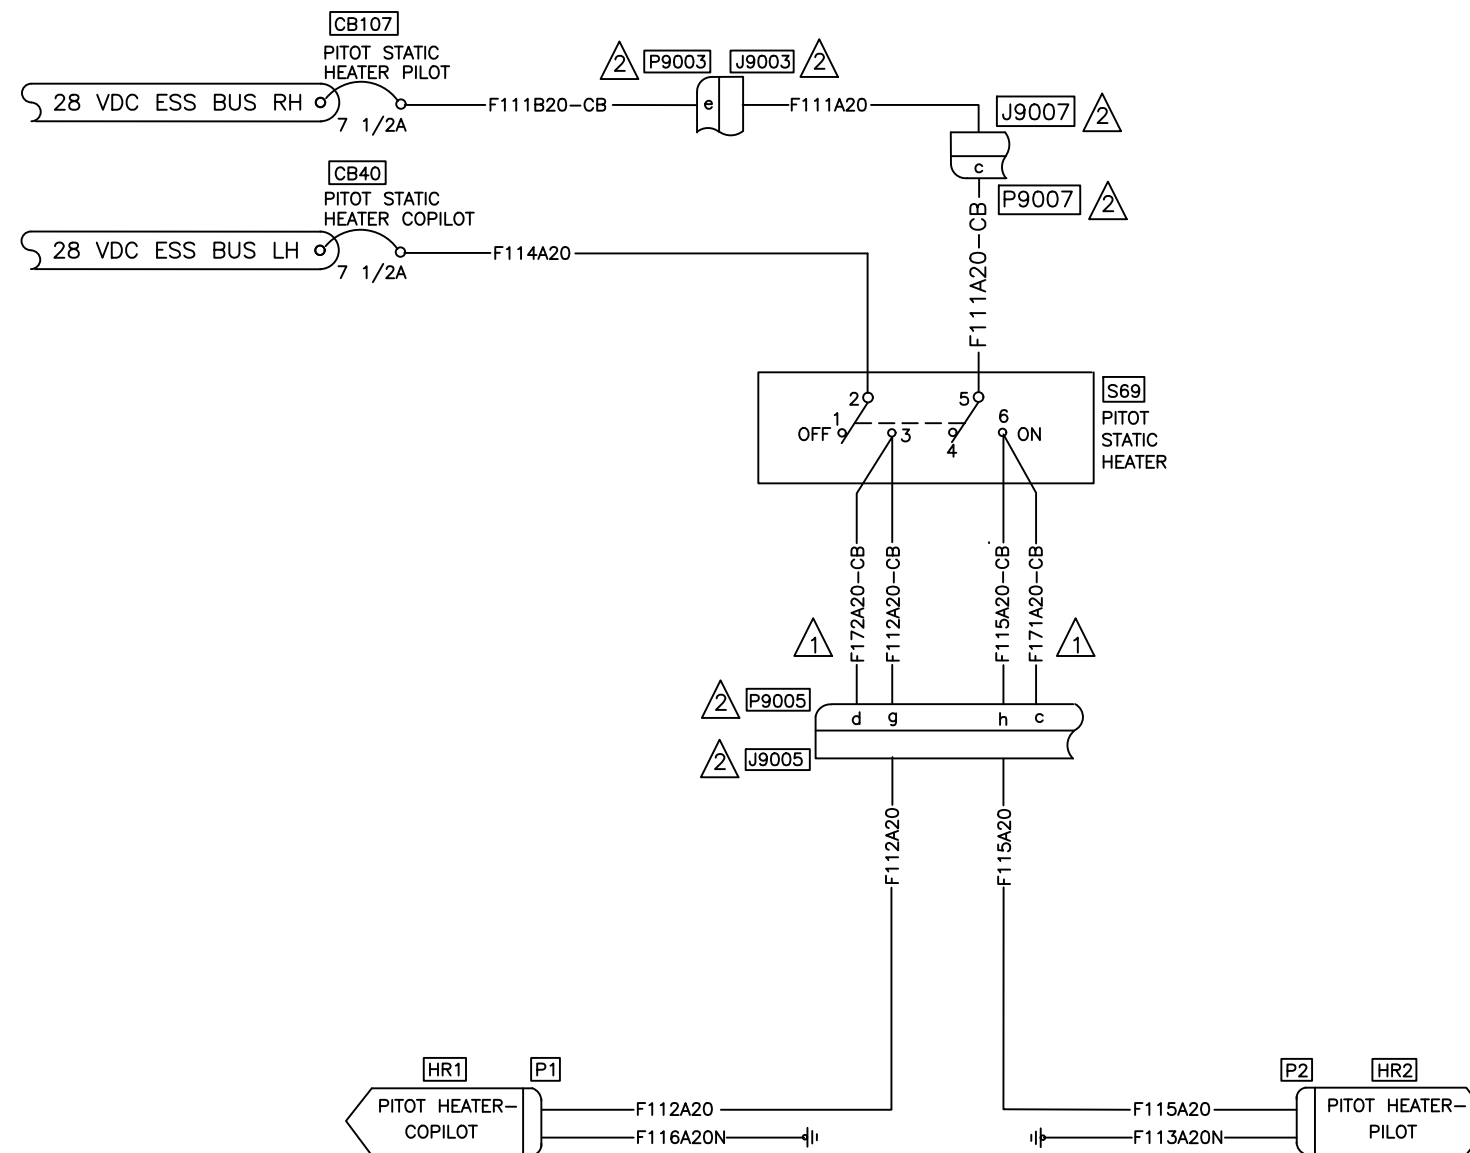 CB107
PITOT STATIC
HEATER PILOT
28 VDC ESS BUS RH
7 1/2A
F111B20-CB
2
P9003
J9003
2
e
F111A20
J9007
2
c
P9007
2
F111A20-CB
CB40
PITOT STATIC
HEATER COPILOT
28 VDC ESS BUS LH
7 1/2A
F114A20
S69
PITOT
STATIC
HEATER
2
5
1
OFF
3
4
6
ON
F172A20-CB
F112A20-CB
F115A20-CB
F171A20-CB
1
1
2
P9005
d
g
h
c
2
J9005
F112A20
F115A20
HR1
P1
PITOT HEATER-
COPILOT
F112A20
F116A20N
P2
HR2
F115A20
F113A20N
PITOT HEATER-
PILOT